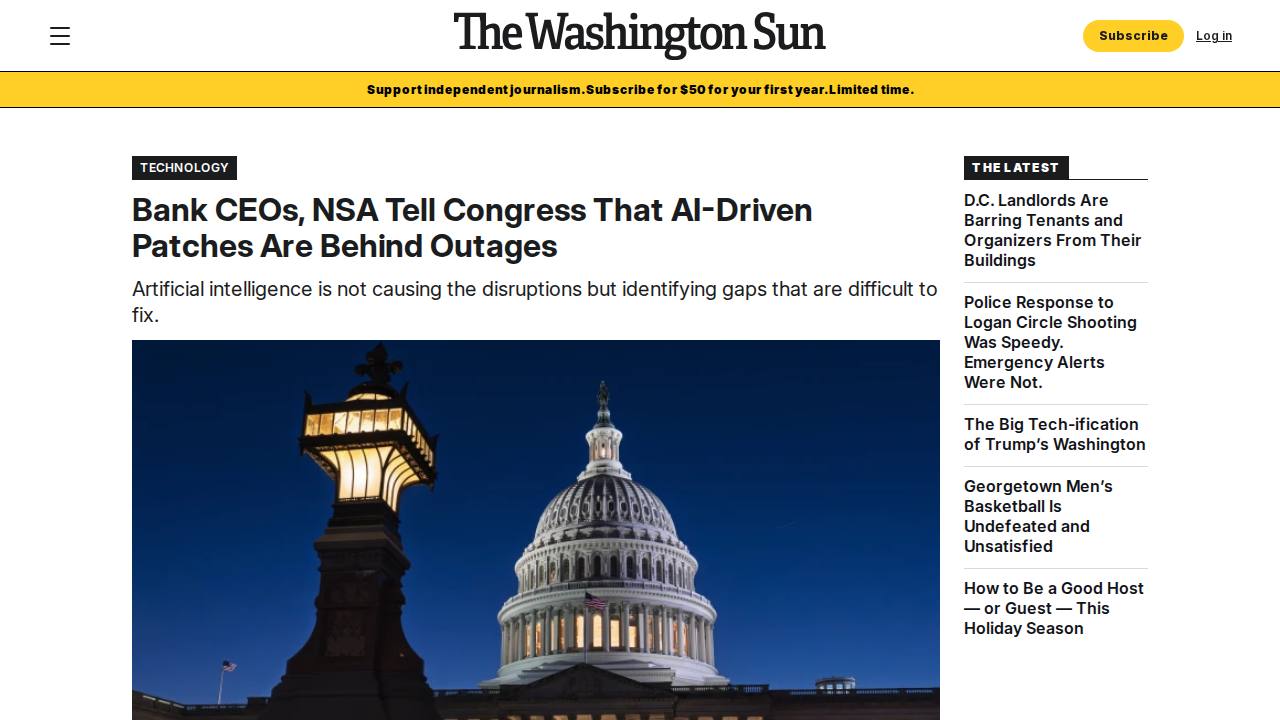 The Washington Sun
Subscribe
Log in
Support independent journalism. Subscribe for $50 for your first year. Limited time.
TECHNOLOGY
Bank CEOs, NSA Tell Congress That AI-Driven
Patches Are Behind Outages
Artificial intelligence is not causing the disruptions but identifying gaps that are difficult to
fix.
THE LATEST
D.C. Landlords Are
Barring Tenants and
Organizers From Their
Buildings
Police Response to
Logan Circle Shooting
Was Speedy.
Emergency Alerts
Were Not.
The Big Tech-ification
of Trump’s Washington
Georgetown Men’s
Basketball Is
Undefeated and
Unsatisfied
How to Be a Good Host
— or Guest — This
Holiday Season